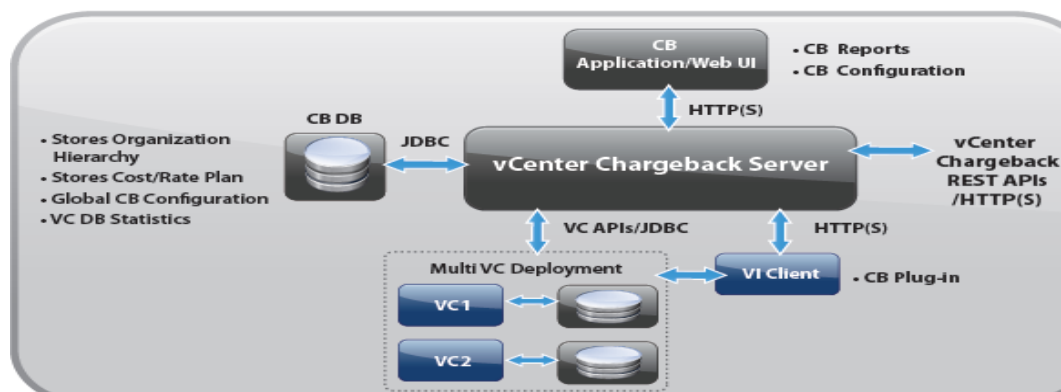 CB
Application/Web UI
• CB Reports
• CB Configuration
HTTP(S)
CB DB
JDBC
• Stores Organization
Hierarchy
• Stores Cost/Rate Plan
• Global CB Configuration
• VC DB Statistics
vCenter Chargeback Server
vCenter
Chargeback
REST APIs
/HTTP(S)
VC APIs/JDBC
HTTP(S)
Multi VC Deployment
VI Client
• CB Plug-in
VC1
VC2